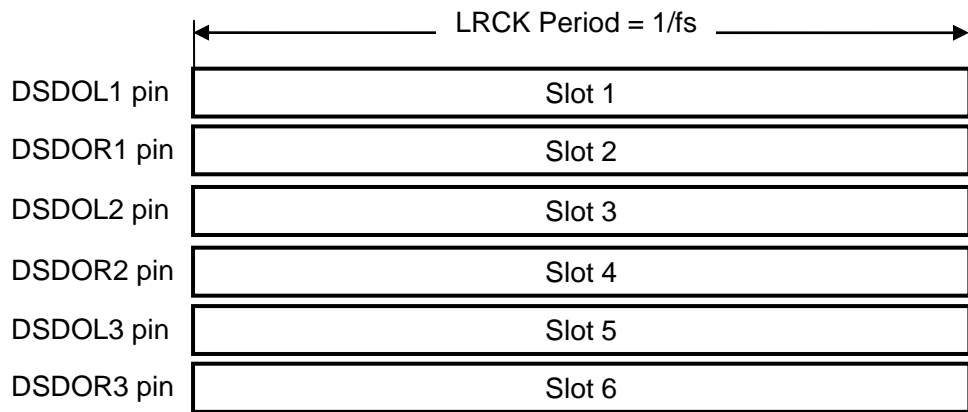 LRCK Period = 1/fs
DSDOL1 pin Slot 1
DSDOR1 pin Slot 2
DSDOL2 pin Slot 3
DSDOR2 pin Slot 4
DSDOL3 pin Slot 5
DSDOR3 pin Slot 6